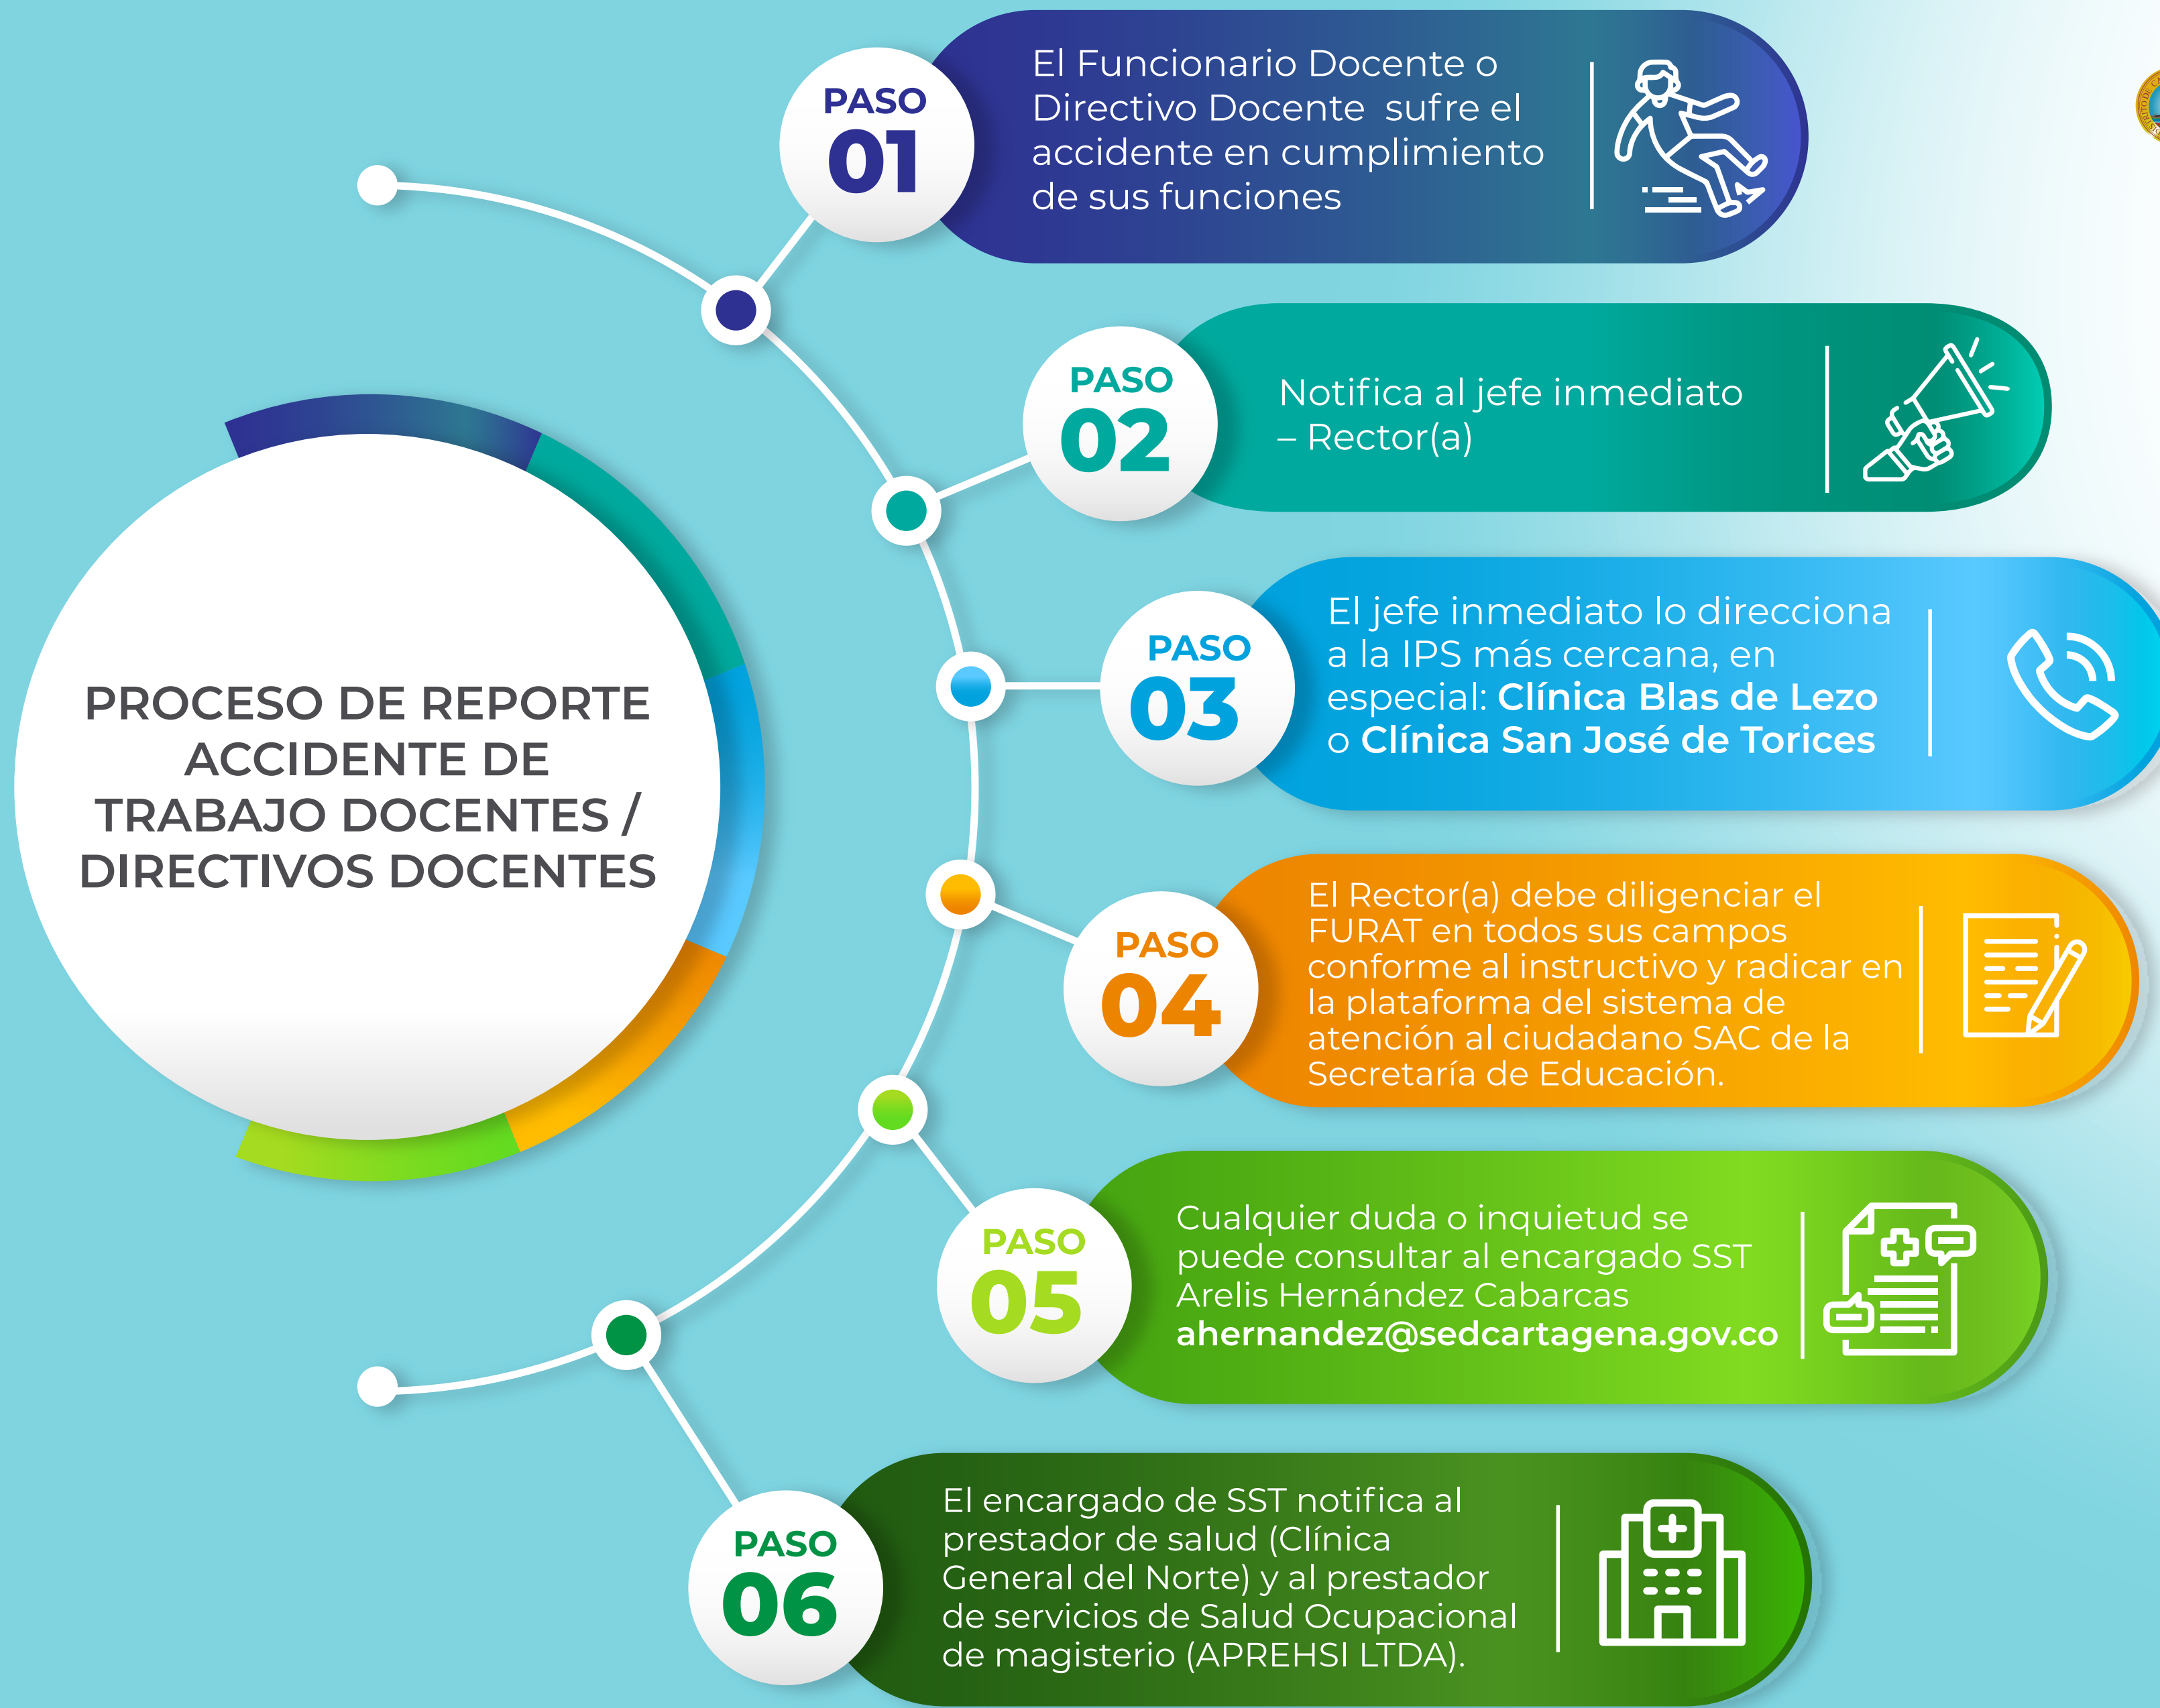 PROCESO DE REPORTE
ACCIDENTE DE
TRABAJO DOCENTES /
DIRECTIVOS DOCENTES
PASO
01
El Funcionario Docente o
Directivo Docente sufre el
accidente en cumplimiento
de sus funciones
PASO
02
Notifica al jefe inmediato
– Rector(a)
PASO
03
El jefe inmediato lo direcciona
a la IPS más cercana, en
especial: Clínica Blas de Lezo
o Clínica San José de Torices
PASO
04
El Rector(a) debe diligenciar el
FURAT en todos sus campos
conforme al instructivo y radicar en
la plataforma del sistema de
atención al ciudadano SAC de la
Secretaría de Educación.
PASO
05
Cualquier duda o inquietud se
puede consultar al encargado SST
Arelis Hernández Cabarcas
ahernandez@sedcartagena.gov.co
PASO
06
El encargado de SST notifica al
prestador de salud (Clínica
General del Norte) y al prestador
de servicios de Salud Ocupacional
de magisterio (APREHSI LTDA).